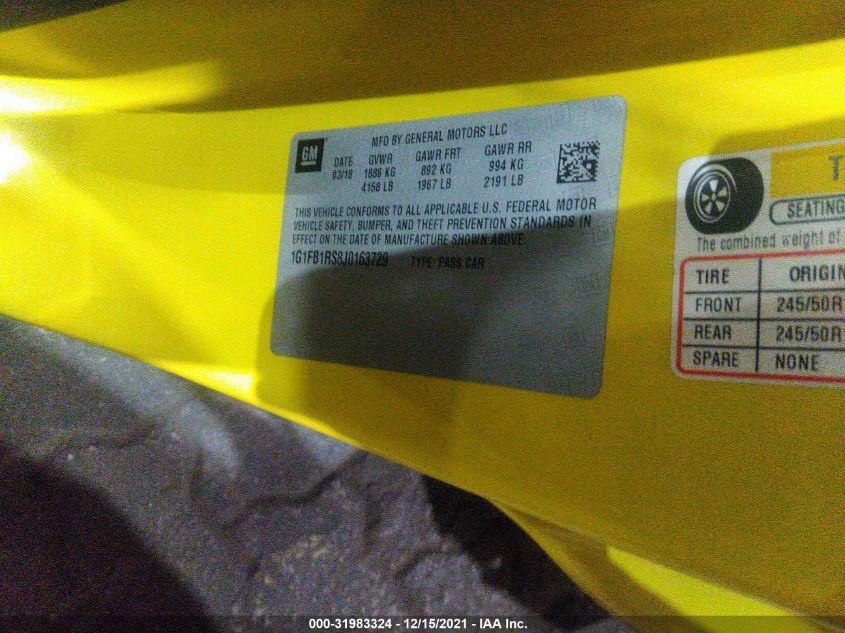 GM
MFD BY GENERAL MOTORS LLC
DATE GVWR GAWR FRT GAWR RR
03/18 1886 KG 892 KG 994 KG
4158 LB 1967 LB 2191 LB
THIS VEHICLE CONFORMS TO ALL APPLICABLE U.S. FEDERAL MOTOR
VEHICLE SAFETY, BUMPER, AND THEFT PREVENTION STANDARDS IN
EFFECT ON THE DATE OF MANUFACTURE SHOWN ABOVE.
1G1FB1RS8J0163729 TYPE: PASS CAR
T
SEATING
The combined weight of
TIRE ORIGIN
FRONT 245/50R
REAR 245/50R
SPARE NONE
000-31983324 - 12/15/2021 - IAA Inc.